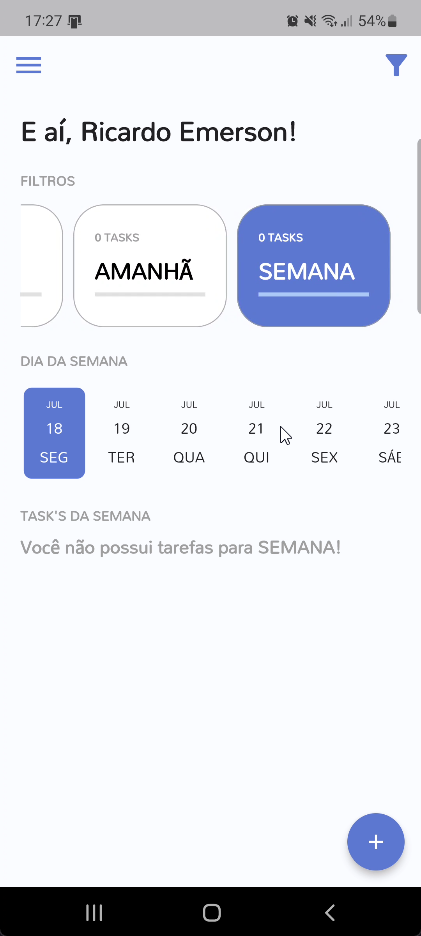 17:27 54%
E aí, Ricardo Emerson!
FILTROS
0 TASKS 0 TASKS
AMANHÃ SEMANA
DIA DA SEMANA
JUL JUL JUL JUL JUL JUL
18 19 20 21 22 23
SEG TER QUA QUI SEX SÁB
TASK'S DA SEMANA
Você não possui tarefas para SEMANA!